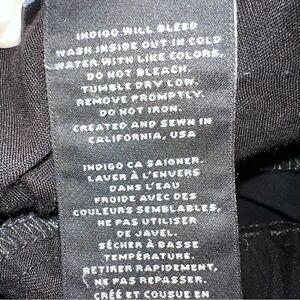 INDIGO WILL BLEED
WASH INSIDE OUT IN COLD
WATER WITH LIKE COLORS.
DO NOT BLEACH.
TUMBLE DRY LOW.
REMOVE PROMPTLY.
DO NOT IRON.
CREATED AND SEWN IN
CALIFORNIA, USA
INDIGO CA SAIGNER.
LAVER À L'ENVERS
DANS L'EAU
FROIDE AVEC DES
COULEURS SEMBLABLES,
NE PAS UTILISER
DE JAVEL.
SÉCHER À BASSE
TEMPÉRATURE.
RETIRER RAPIDEMENT,
NE PAS REPASSER.
CRÉÉ ET COUSUE EN